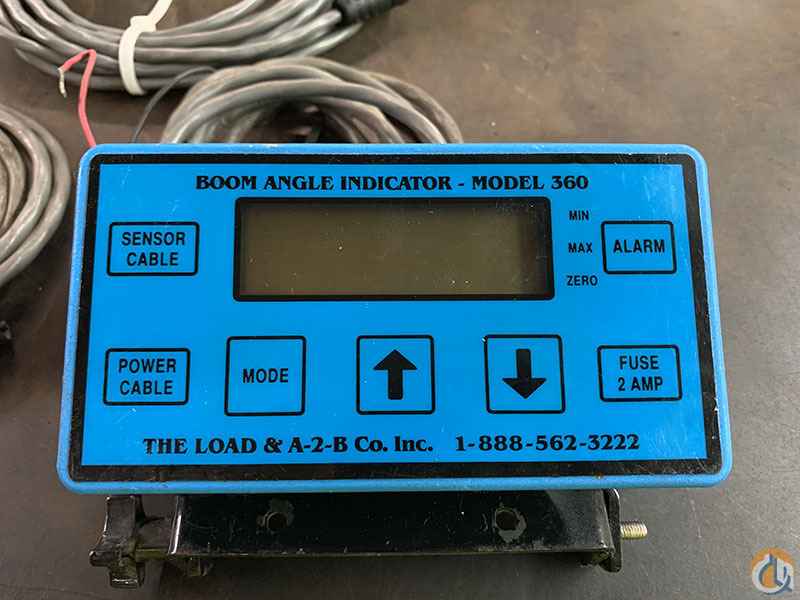 BOOM ANGLE INDICATOR - MODEL 360
SENSOR
CABLE
MIN
MAX
ZERO
ALARM
POWER
CABLE
MODE
FUSE
2 AMP
THE LOAD & A-2-B Co. Inc. 1-888-562-3222